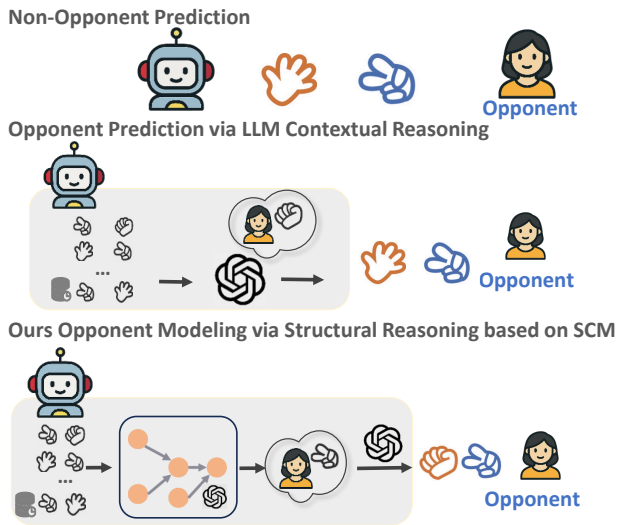 Non-Opponent Prediction
Opponent
Opponent Prediction via LLM Contextual Reasoning
...
Opponent
Ours Opponent Modeling via Structural Reasoning based on SCM
...
Opponent